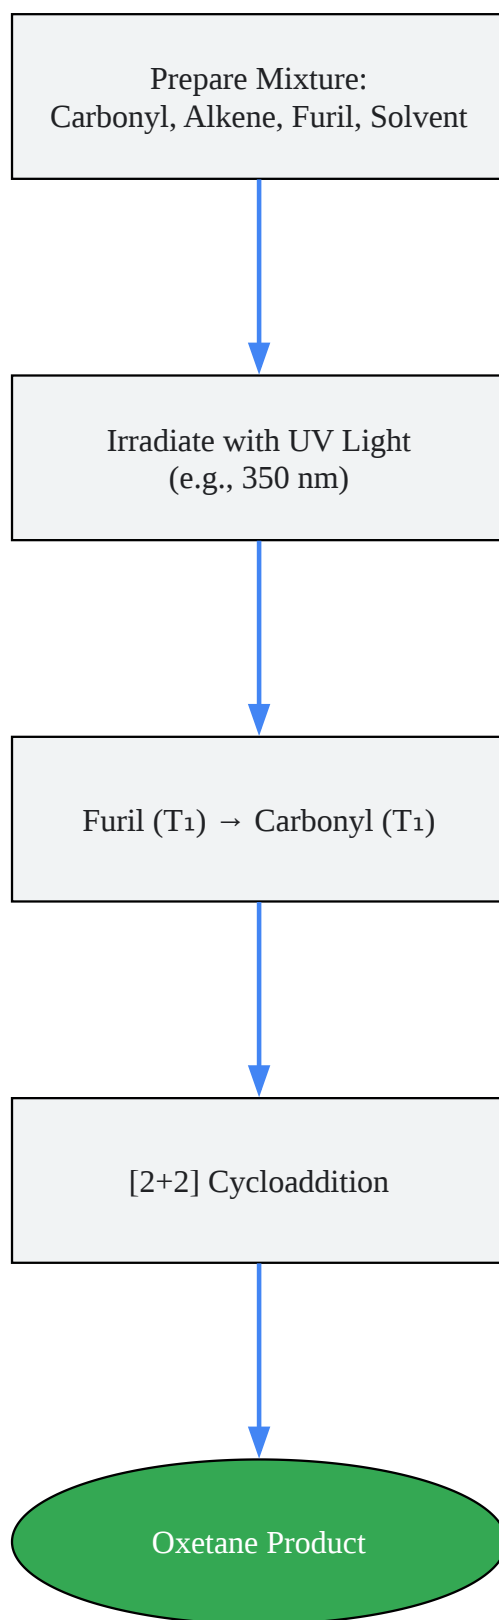 Prepare Mixture:
Carbonyl, Alkene, Furil, Solvent
Irradiate with UV Light
(e.g., 350 nm)
Furil (T₁) → Carbonyl (T₁)
[2+2] Cycloaddition
Oxetane Product